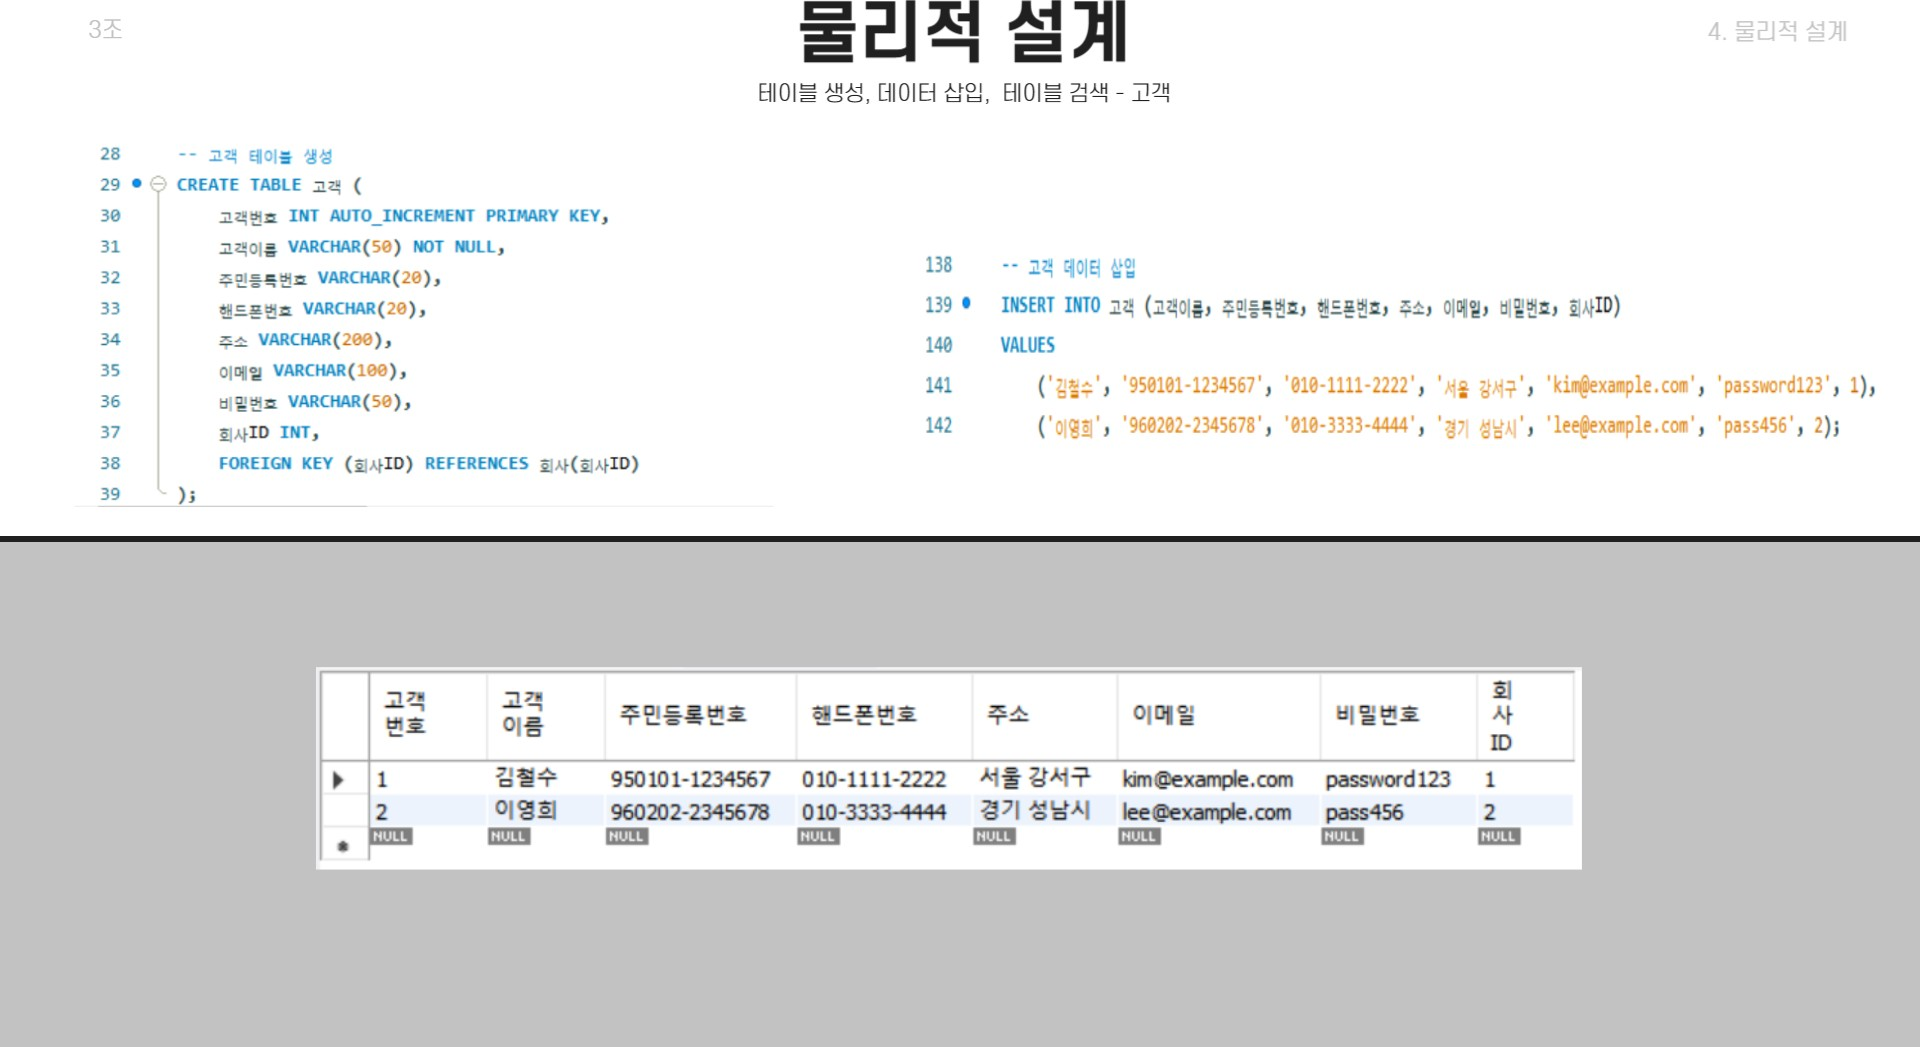 3조
물리적 설계
4. 물리적 설계
테이블 생성, 데이터 삽입, 테이블 검색 - 고객
28 -- 고객 테이블 생성
29 CREATE TABLE 고객 (
30 고객번호 INT AUTO_INCREMENT PRIMARY KEY,
31 고객이름 VARCHAR(50) NOT NULL,
32 주민등록번호 VARCHAR(20),
33 핸드폰번호 VARCHAR(20),
34 주소 VARCHAR(200),
35 이메일 VARCHAR(100),
36 비밀번호 VARCHAR(50),
37 회사ID INT,
38 FOREIGN KEY (회사ID) REFERENCES 회사(회사ID)
39 );
138 -- 고객 데이터 삽입
139 INSERT INTO 고객 (고객이름, 주민등록번호, 핸드폰번호, 주소, 이메일, 비밀번호, 회사ID)
140 VALUES
141 ('김철수', '950101-1234567', '010-1111-2222', '서울 강서구', 'kim@example.com', 'password123', 1),
142 ('이영희', '960202-2345678', '010-3333-4444', '경기 성남시', 'lee@example.com', 'pass456', 2);
고객번호 고객이름 주민등록번호 핸드폰번호 주소 이메일 비밀번호 회사ID
1 김철수 950101-1234567 010-1111-2222 서울 강서구 kim@example.com password123 1
2 이영희 960202-2345678 010-3333-4444 경기 성남시 lee@example.com pass456 2
NULL NULL NULL NULL NULL NULL NULL NULL